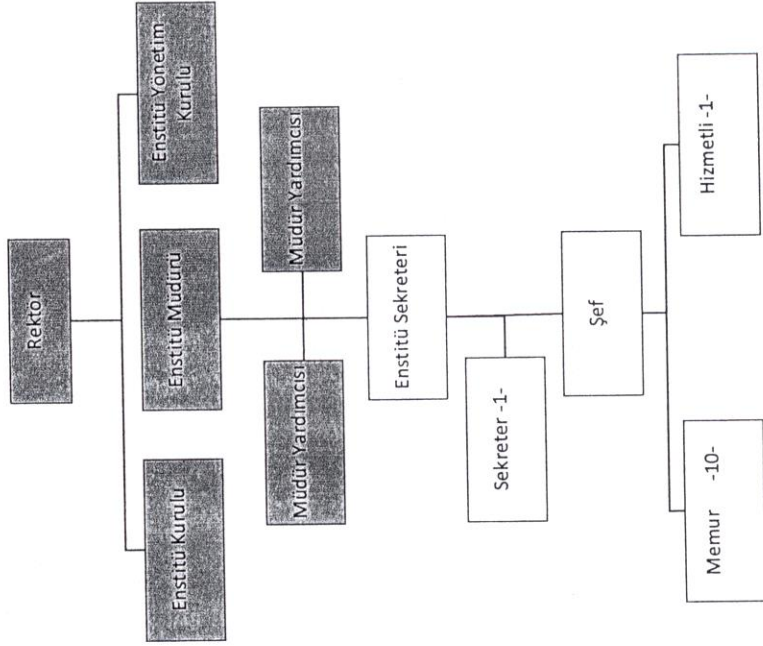 Rektör
Enstitü Kurulu
Enstitü Müdürü
Enstitü Yönetim
Kurulu
Müdür Yardımcısı
Müdür Yardımcısı
Enstitü Sekreteri
Sekreter -1-
Şef
Memur -10-
Hizmetli -1-